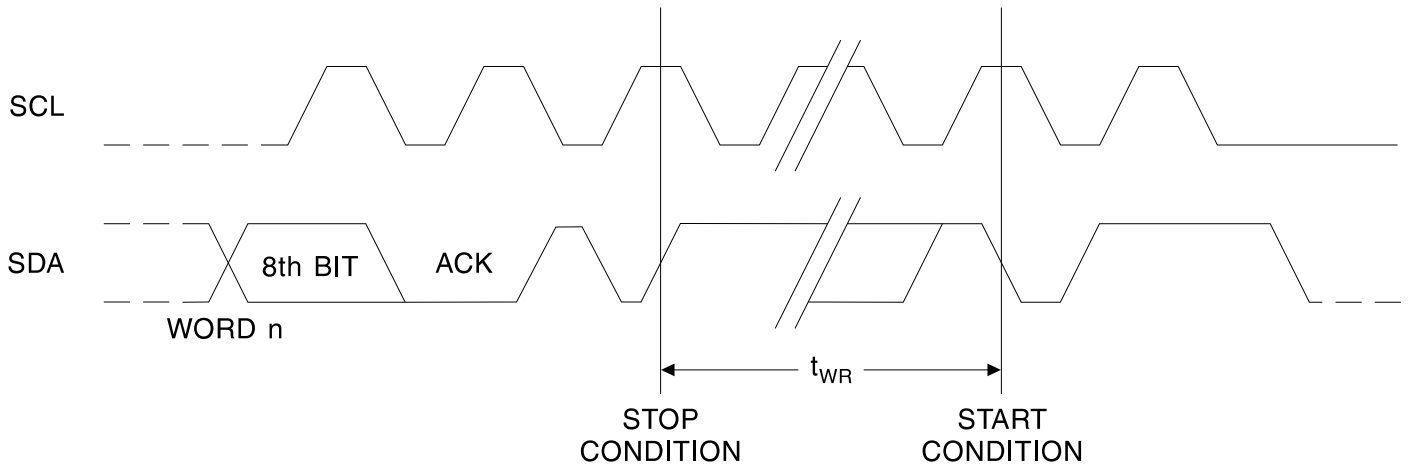 SCL
SDA
8th BIT
ACK
WORD n
tWR
STOP
CONDITION
START
CONDITION